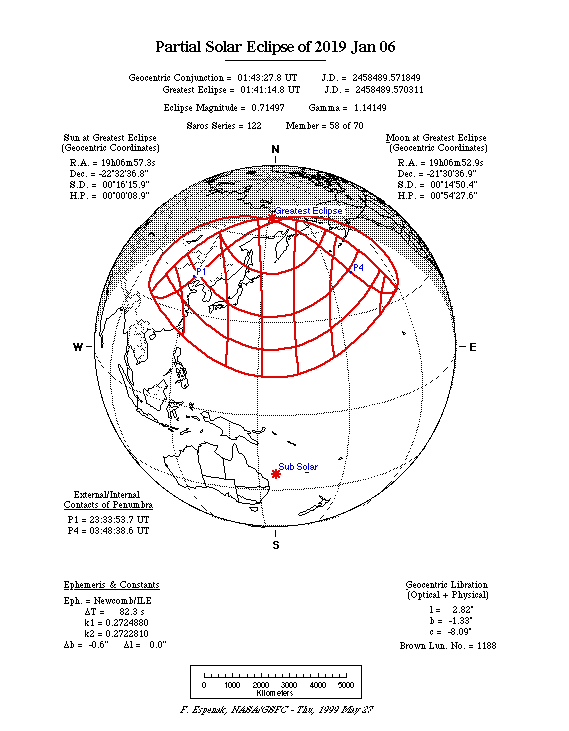 Partial Solar Eclipse of 2019 Jan 06
Geocentric Conjunction = 01:43:27.8 UT J.D. = 2458489.571849
Greatest Eclipse = 01:41:14.8 UT J.D. = 2458489.570311
Eclipse Magnitude = 0.71497 Gamma = 1.14149
Saros Series = 122 Member = 58 of 70
Sun at Greatest Eclipse
(Geocentric Coordinates)
R.A. = 19h06m57.3s
Dec. = -22°32'36.8"
S.D. = 00°16'15.9"
H.P. = 00°00'08.9"
Moon at Greatest Eclipse
(Geocentric Coordinates)
R.A. = 19h06m52.9s
Dec. = -21°30'36.9"
S.D. = 00°14'50.4"
H.P. = 00°54'27.6"
N
Greatest Eclipse
P1
P4
W
E
Sub Solar
S
External/Internal
Contacts of Penumbra
P1 = 23:33:53.7 UT
P4 = 03:48:38.6 UT
Ephemeris & Constants
Eph. = Newcomb/ILE
ΔT = 82.3 s
k1 = 0.2724880
k2 = 0.2722810
Δb = -0.6" Δl = 0.0"
Geocentric Libration
(Optical + Physical)
l = 2.82°
b = -1.33°
c = -8.09°
Brown Lun. No. = 1188
0 1000 2000 3000 4000 5000
Kilometers
F. Espenak, NASA/GSFC - Thu, 1999 May 27